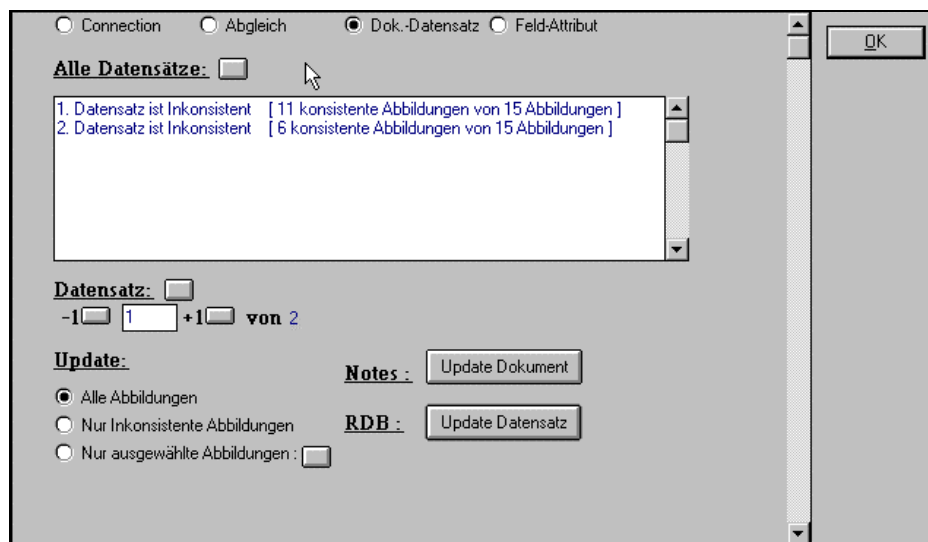 Connection Abgleich Dok.-Datensatz Feld-Attribut
OK
Alle Datensätze:
1. Datensatz ist Inkonsistent [ 11 konsistente Abbildungen von 15 Abbildungen ]
2. Datensatz ist Inkonsistent [ 6 konsistente Abbildungen von 15 Abbildungen ]
Datensatz:
-1 1 +1 von 2
Update:
Notes : Update Dokument
Alle Abbildungen
Nur Inkonsistente Abbildungen
RDB : Update Datensatz
Nur ausgewählte Abbildungen :